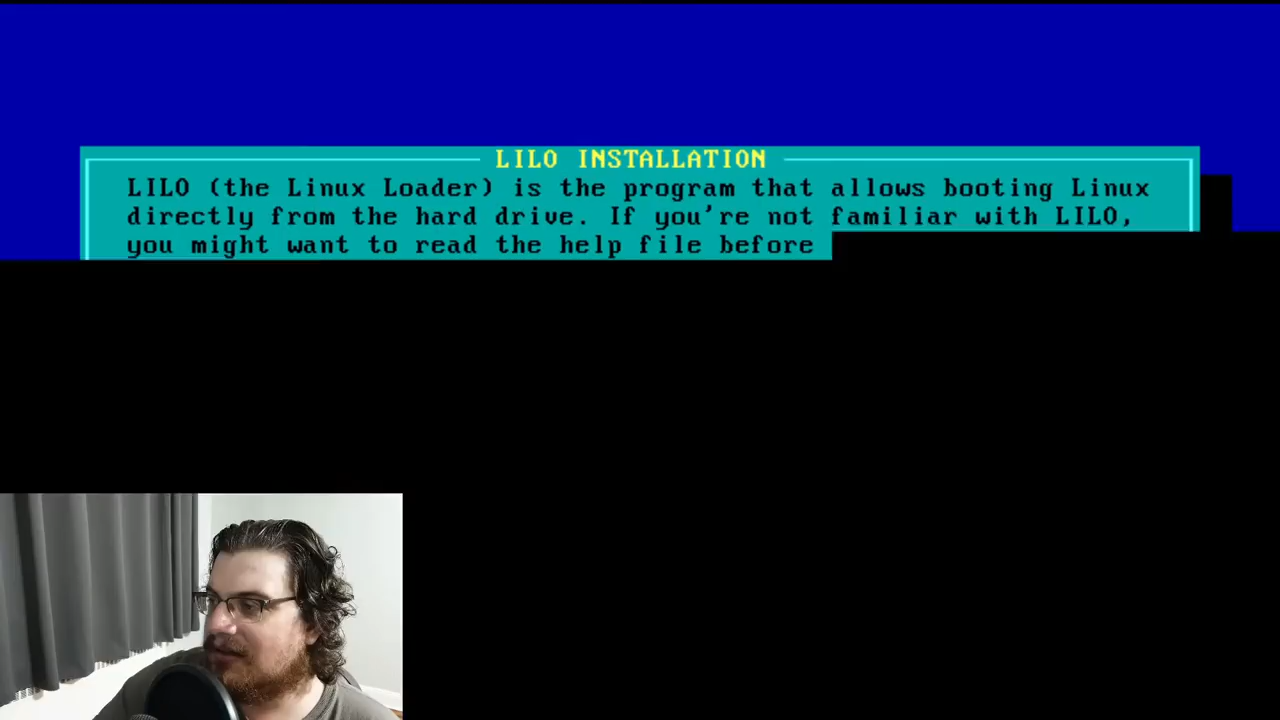 LILO INSTALLATION
LILO (the Linux Loader) is the program that allows booting Linux
directly from the hard drive. If you're not familiar with LILO,
you might want to read the help file before